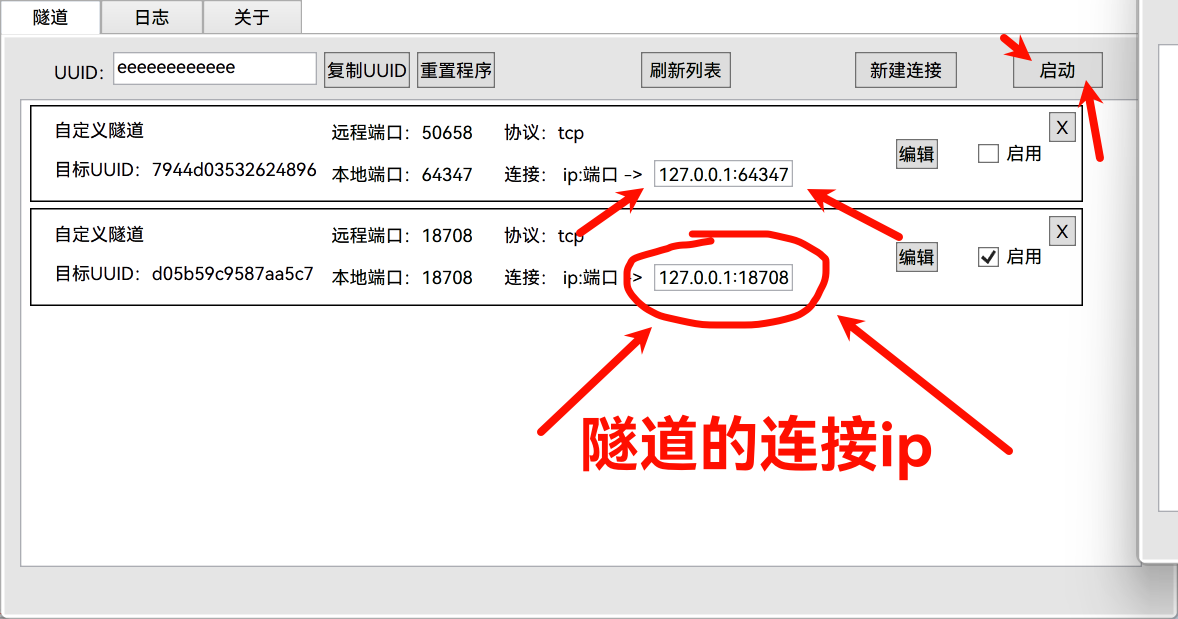 隧道 日志 关于
UUID: eeeeeeeeeeee 复制UUID 重置程序 刷新列表 新建连接 启动
自定义隧道 远程端口: 50658 协议: tcp X
目标UUID: 7944d03532624896 本地端口: 64347 连接: ip:端口 -> 127.0.0.1:64347 编辑 启用
自定义隧道 远程端口: 18708 协议: tcp X
目标UUID: d05b59c9587aa5c7 本地端口: 18708 连接: ip:端口 -> 127.0.0.1:18708 编辑 启用
隧道的连接ip